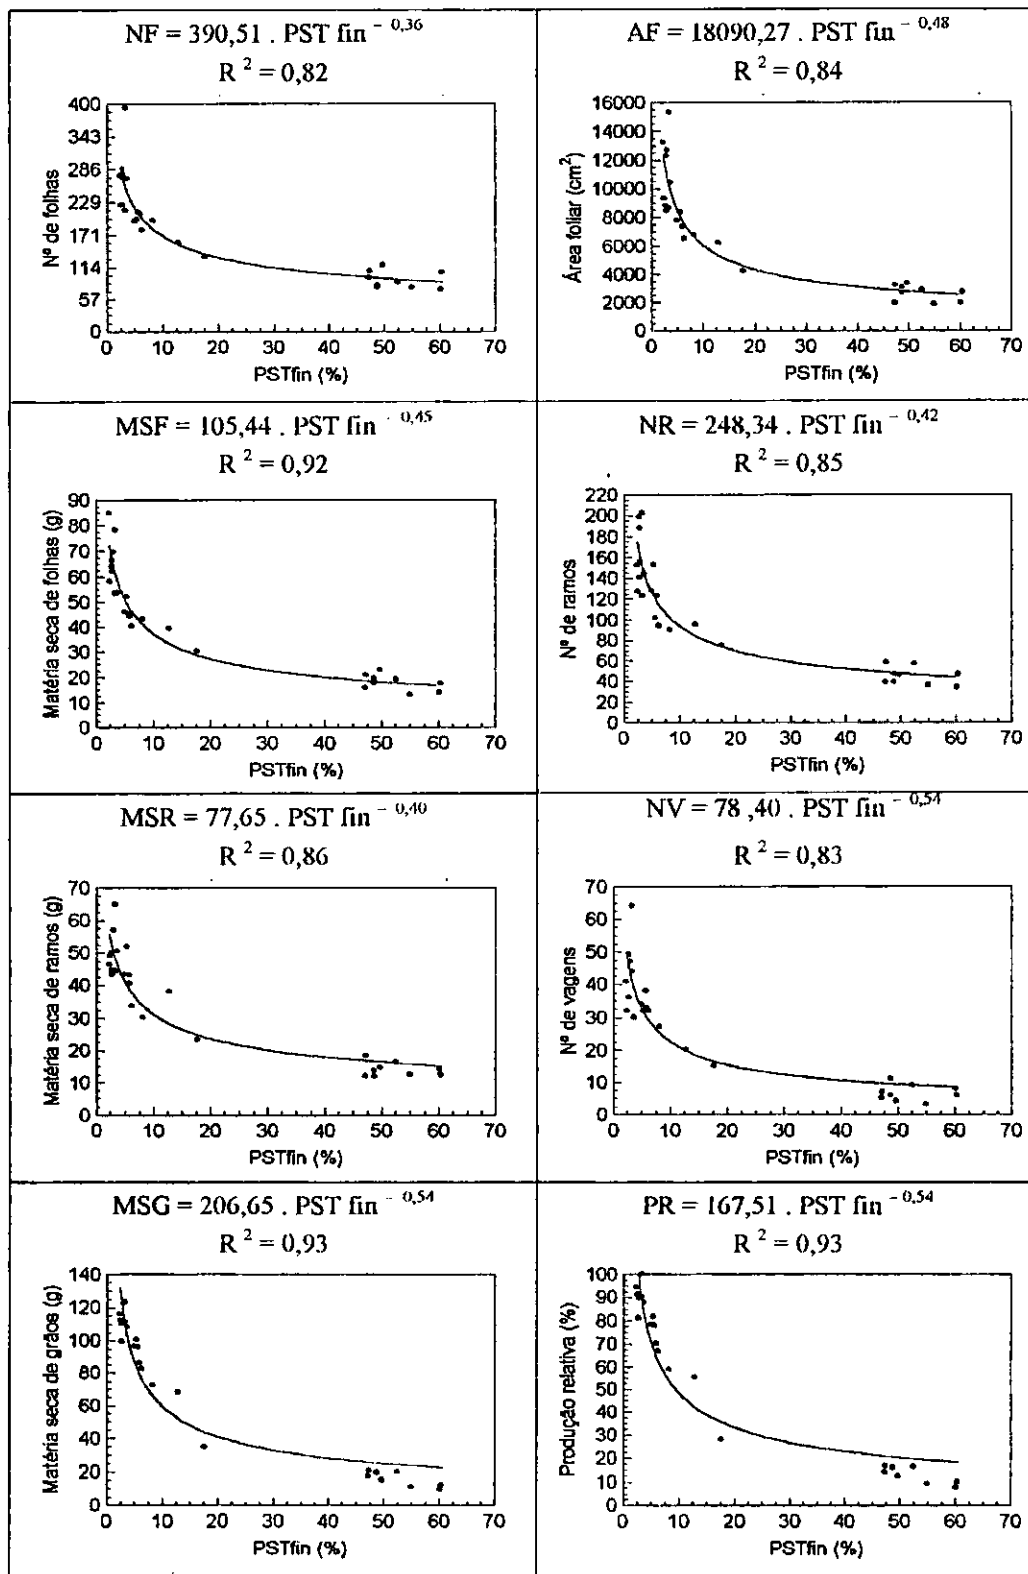 NF = 390,51 . PST fin - 0,36
R 2 = 0,82
400
343
286
229
171
114
57
0
Nº de folhas
0 10 20 30 40 50 60 70
PSTfin (%)
AF = 18090,27 . PST fin - 0,48
R 2 = 0,84
16000
14000
12000
10000
8000
6000
4000
2000
0
Área foliar (cm²)
0 10 20 30 40 50 60 70
PSTfin (%)
MSF = 105,44 . PST fin - 0,45
R 2 = 0,92
90
80
70
60
50
40
30
20
10
0
Matéria seca de folhas (g)
0 10 20 30 40 50 60 70
PSTfin (%)
NR = 248,34 . PST fin - 0,42
R 2 = 0,85
220
200
180
160
140
120
100
80
60
40
20
0
Nº de ramos
0 10 20 30 40 50 60 70
PSTfin (%)
MSR = 77,65 . PST fin - 0,40
R 2 = 0,86
70
60
50
40
30
20
10
0
Matéria seca de ramos (g)
0 10 20 30 40 50 60 70
PSTfin (%)
NV = 78 ,40 . PST fin - 0,54
R 2 = 0,83
70
60
50
40
30
20
10
0
Nº de vagens
0 10 20 30 40 50 60 70
PSTfin (%)
MSG = 206,65 . PST fin - 0,54
R 2 = 0,93
140
120
100
80
60
40
20
0
Matéria seca de grãos (g)
0 10 20 30 40 50 60 70
PSTfin (%)
PR = 167,51 . PST fin - 0,54
R 2 = 0,93
100
90
80
70
60
50
40
30
20
10
0
Produção relativa (%)
0 10 20 30 40 50 60 70
PSTfin (%)